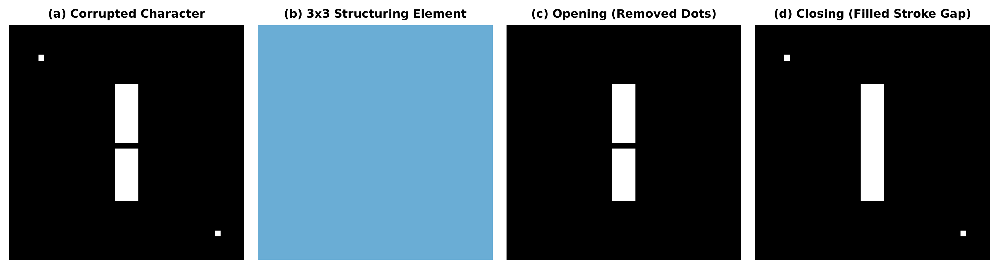 (a) Corrupted Character
(b) 3x3 Structuring Element
(c) Opening (Removed Dots)
(d) Closing (Filled Stroke Gap)